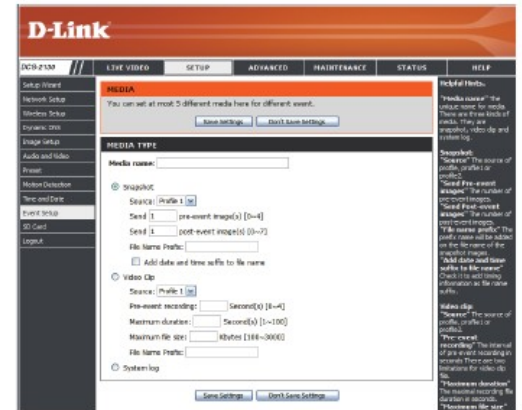 D-Link
DCS-2130
LIVE VIDEO
SETUP
ADVANCED
MAINTENANCE
STATUS
HELP
Setup Wizard
Network Setup
Wireless Setup
Dynamic DNS
Image Setup
Audio and Video
Preset
Motion Detection
Time and Date
Event Setup
SD Card
Logout
MEDIA
You can set at most 5 different media here for different event.
Save Settings
Don't Save Settings
MEDIA TYPE
Media name:
Snapshot
Source: Profile 1
Send 1 pre-event image(s) [0~4]
Send 1 post-event image(s) [0~7]
File Name Prefix:
Add date and time suffix to file name
Video Clip
Source: Profile 1
Pre-event recording: Second(s) [0~4]
Maximum duration: Second(s) [1~100]
Maximum file size: Kbytes [100~3000]
File Name Prefix:
System log
Save Settings
Don't Save Settings
Helpful Hints.
"Media name" The
unique name for media.
There are three kinds of
media. They are
snapshot, video clip and
system log.
Snapshot:
"Source" The source of
profile, profile1 or
profile2.
"Send Pre-event
images" The number of
pre-event images.
"Send Post-event
images" The number of
post-event images.
"File name prefix" The
prefix name will be added
on the file name of the
snapshot images.
"Add date and time
suffix to file name"
Check it to add timing
information as file name
suffix.
Video clip:
"Source" The source of
profile, profile1 or
profile2.
"Pre-event
recording" The interval
of pre-event recording in
seconds There are two
limitations for video clip
file.
"Maximum duration"
The maximal recording file
duration in seconds.
"Maximum file size"